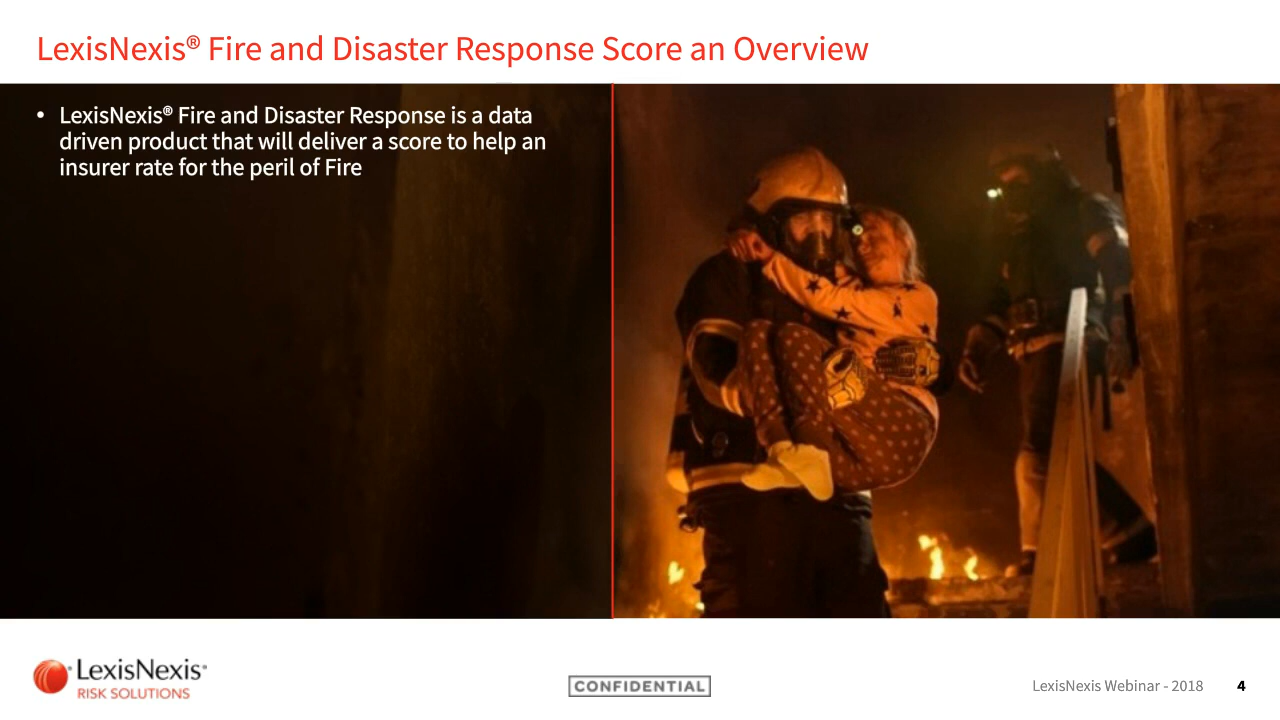 LexisNexis® Fire and Disaster Response Score an Overview
• LexisNexis® Fire and Disaster Response is a data
driven product that will deliver a score to help an
insurer rate for the peril of Fire
LexisNexis®
RISK SOLUTIONS
CONFIDENTIAL
LexisNexis Webinar - 2018
4